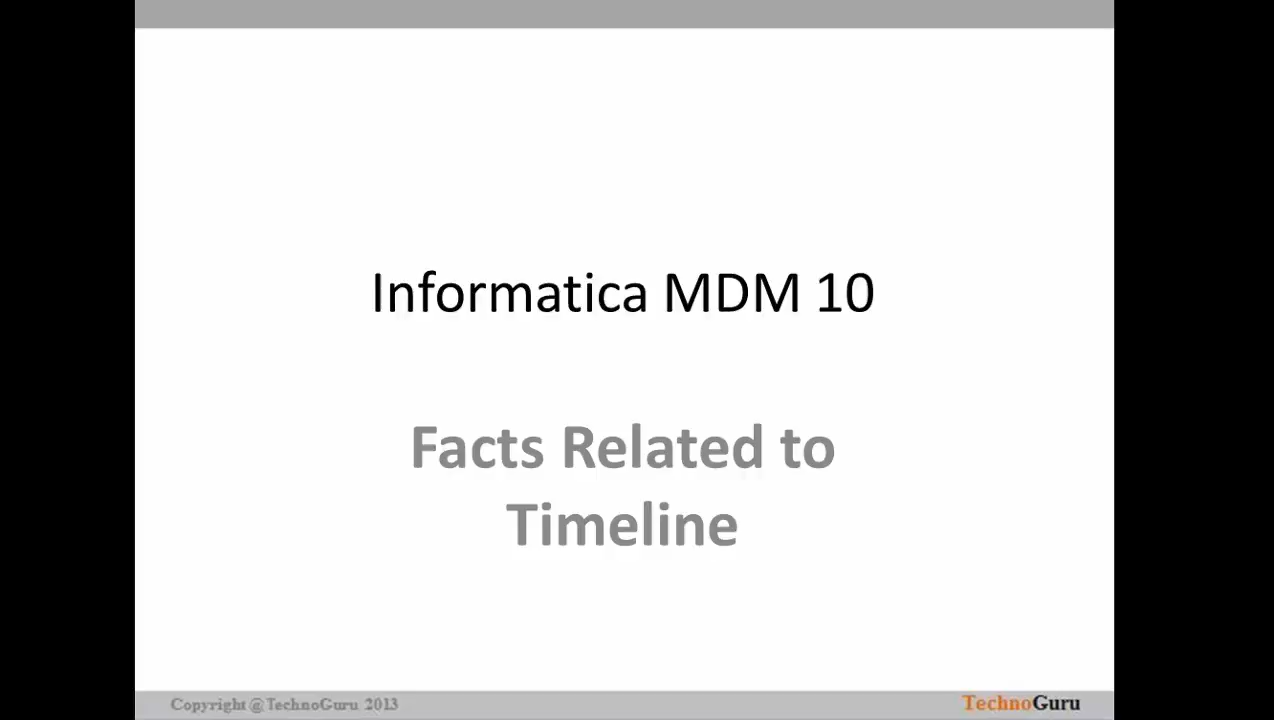 Informatica MDM 10
Facts Related to
Timeline
Copyright @ TechnoGuru 2013
TechnoGuru